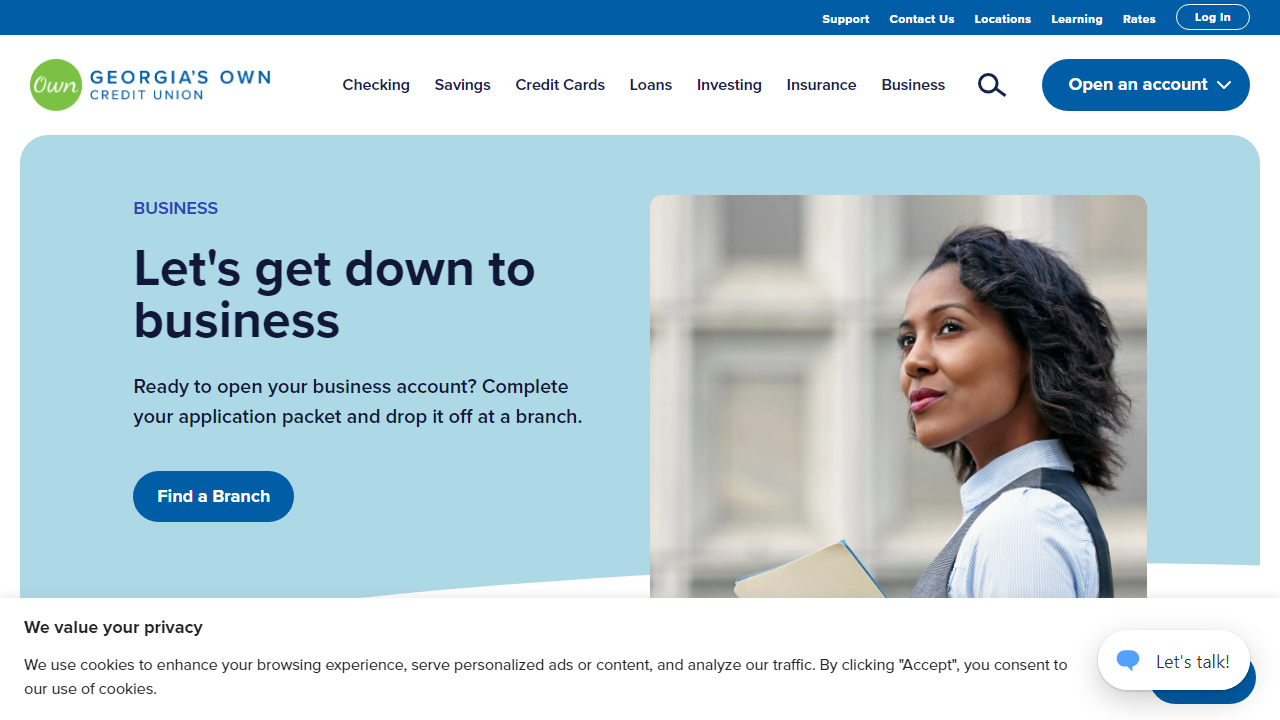 Support Contact Us Locations Learning Rates Log In
Own GEORGIA'S OWN
CREDIT UNION
Checking Savings Credit Cards Loans Investing Insurance Business Open an account
BUSINESS
Let's get down to
business
Ready to open your business account? Complete
your application packet and drop it off at a branch.
Find a Branch
We value your privacy
We use cookies to enhance your browsing experience, serve personalized ads or content, and analyze our traffic. By clicking "Accept", you consent to
our use of cookies.
Let's talk!